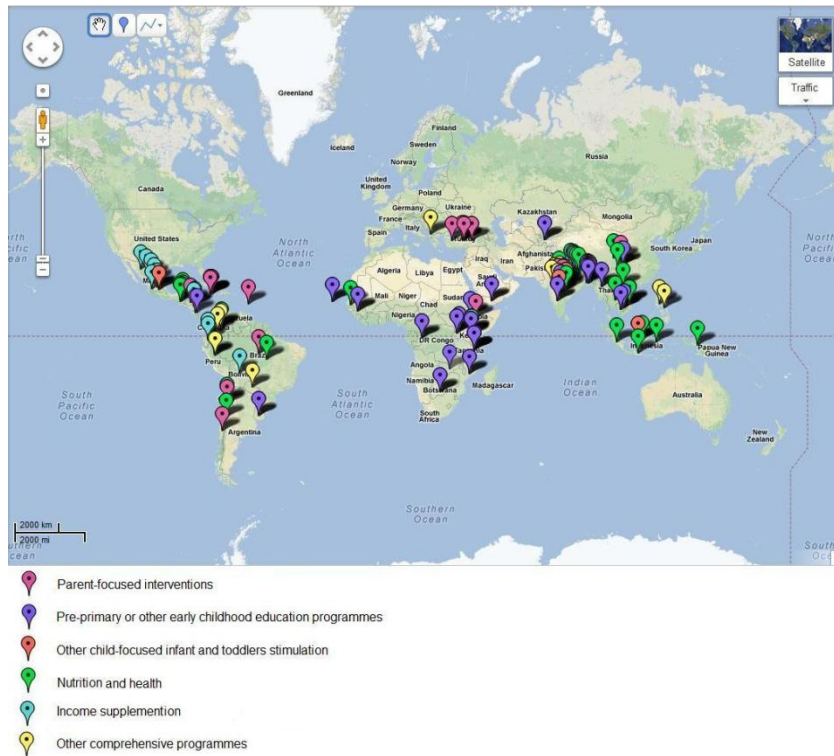 Satellite
Traffic
Greenland
Iceland
Finland
Sweden
Norway
Russia
Canada
United
Kingdom
Poland
Germany
Ukraine
France
Kazakhstan
Mongolia
Italy
Spain
United States
North
Atlantic
Ocean
Japan
South Korea
Iraq
Iran
Afghanistan
Algeria
Libya
Egypt
Mali
Niger
Chad
Sudan
Nigeria
DR Congo
Peru
Papua New
Guinea
Angola
Namibia
Botswana
Madagascar
South
Pacific
Ocean
South
Atlantic
Ocean
Indian
Ocean
Australia
South
Africa
Argentina
New
Zealand
Southern
Ocean
2000 km
2000 mi
Parent-focused interventions
Pre-primary or other early childhood education programmes
Other child-focused infant and toddlers stimulation
Nutrition and health
Income supplemention
Other comprehensive programmes